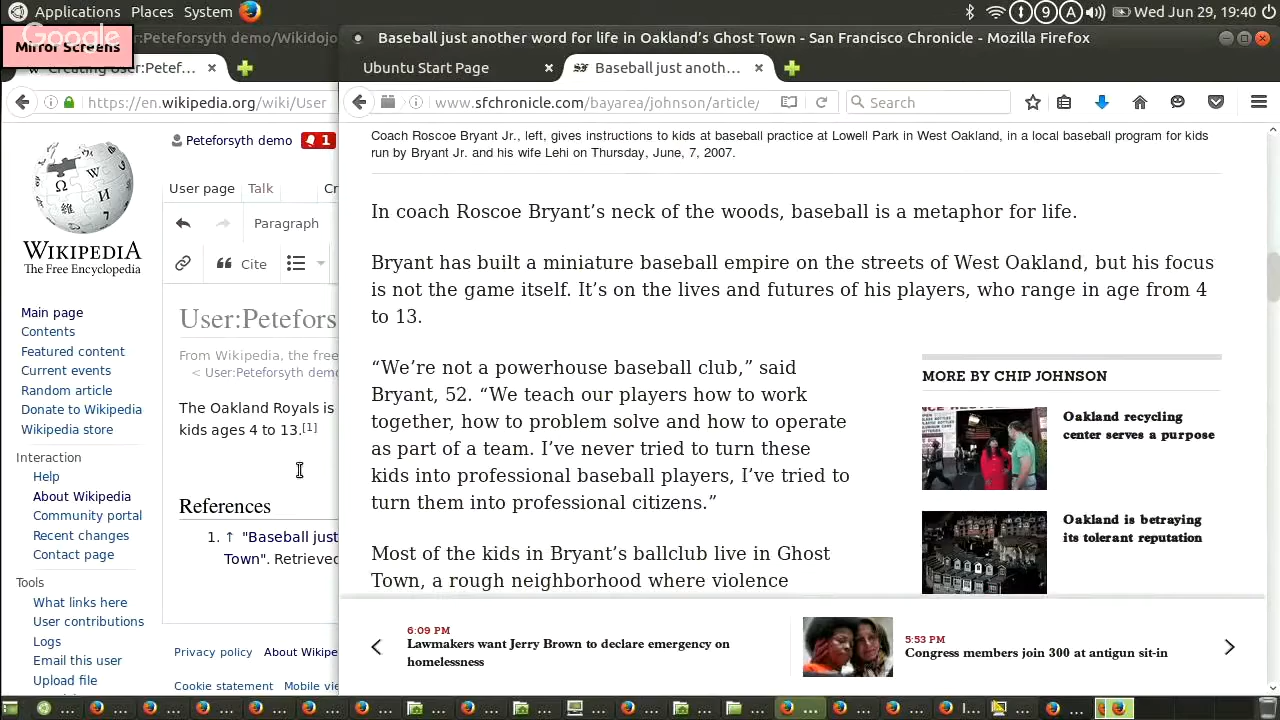 Applications Places System
9 A Wed Jun 29, 19:40
Google
Mirror Screens
:Peteforsyth demo/Wikidojo
Baseball just another word for life in Oakland's Ghost Town - San Francisco Chronicle - Mozilla Firefox
Creating User:Petef...
Ubuntu Start Page
Baseball just anoth...
https://en.wikipedia.org/wiki/User
www.sfchronicle.com/bayarea/johnson/article/
Search
Peteforsyth demo 1
User page Talk Cr
Paragraph
Cite
WIKIPEDIA
The Free Encyclopedia
Main page
Contents
Featured content
Current events
Random article
Donate to Wikipedia
Wikipedia store
Interaction
Help
About Wikipedia
Community portal
Recent changes
Contact page
Tools
What links here
User contributions
Logs
Email this user
Upload file
User:Petefors
From Wikipedia, the free
< User:Peteforsyth demo
The Oakland Royals is
kids ages 4 to 13.[1]
References
1. ↑ "Baseball just
Town". Retrieved
Privacy policy About Wikipe
Cookie statement Mobile vie
Coach Roscoe Bryant Jr., left, gives instructions to kids at baseball practice at Lowell Park in West Oakland, in a local baseball program for kids
run by Bryant Jr. and his wife Lehi on Thursday, June, 7, 2007.
In coach Roscoe Bryant's neck of the woods, baseball is a metaphor for life.
Bryant has built a miniature baseball empire on the streets of West Oakland, but his focus
is not the game itself. It's on the lives and futures of his players, who range in age from 4
to 13.
“We're not a powerhouse baseball club,” said
Bryant, 52. “We teach our players how to work
together, how to problem solve and how to operate
as part of a team. I've never tried to turn these
kids into professional baseball players, I've tried to
turn them into professional citizens.”
Most of the kids in Bryant's ballclub live in Ghost
Town, a rough neighborhood where violence
MORE BY CHIP JOHNSON
Oakland recycling
center serves a purpose
Oakland is betraying
its tolerant reputation
6:09 PM
Lawmakers want Jerry Brown to declare emergency on
homelessness
5:53 PM
Congress members join 300 at antigun sit-in